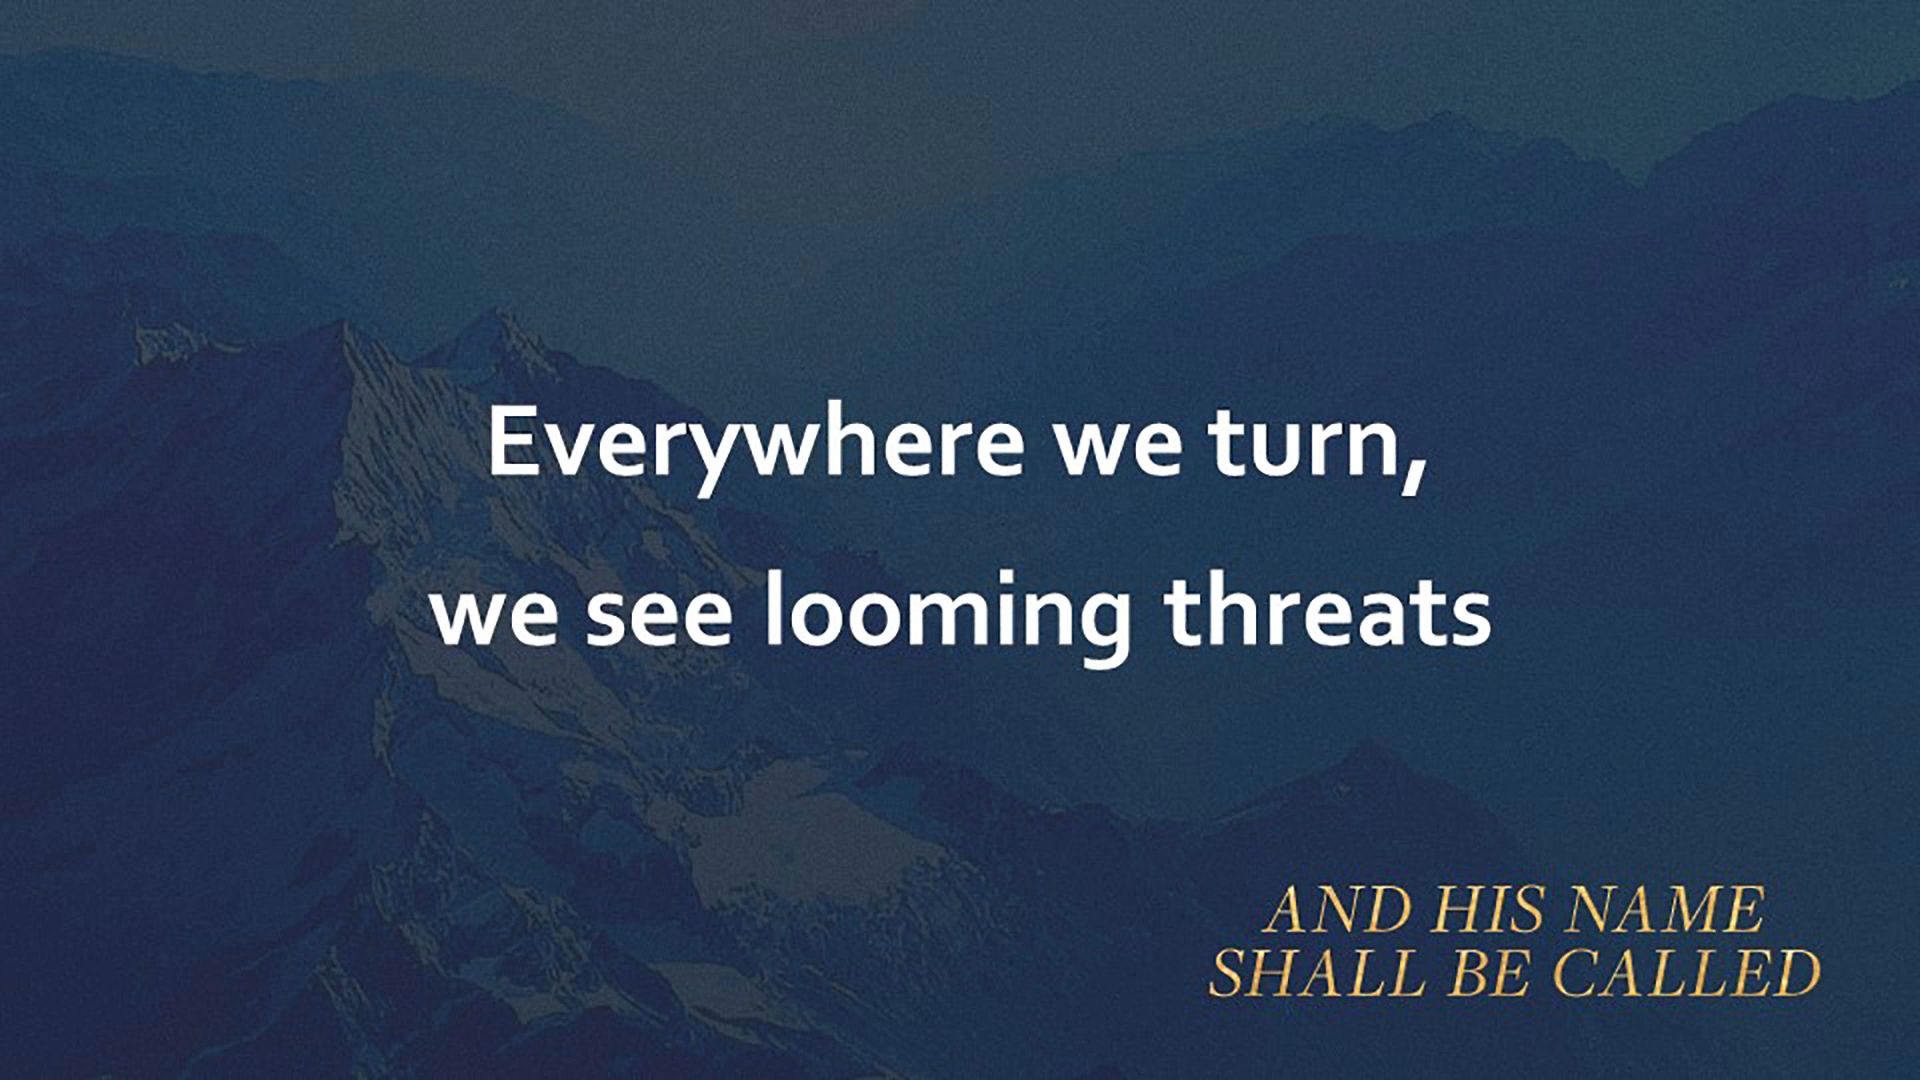 Everywhere we turn,
we see looming threats
AND HIS NAME
SHALL BE CALLED